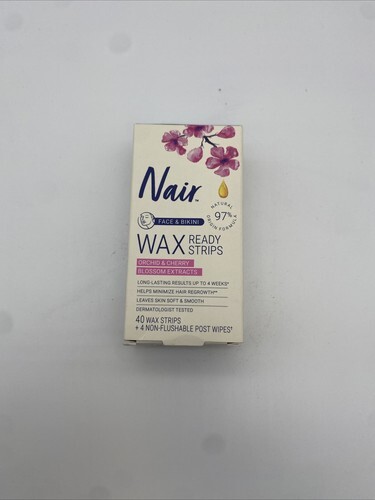 Nair™
NATURAL
97%
ORIGIN FORMULA
FACE & BIKINI
WAX READY
STRIPS
ORCHID & CHERRY
BLOSSOM EXTRACTS
LONG-LASTING RESULTS UP TO 4 WEEKS*
HELPS MINIMIZE HAIR REGROWTH**
LEAVES SKIN SOFT & SMOOTH
DERMATOLOGIST TESTED
40 WAX STRIPS
+ 4 NON-FLUSHABLE POST WIPES†